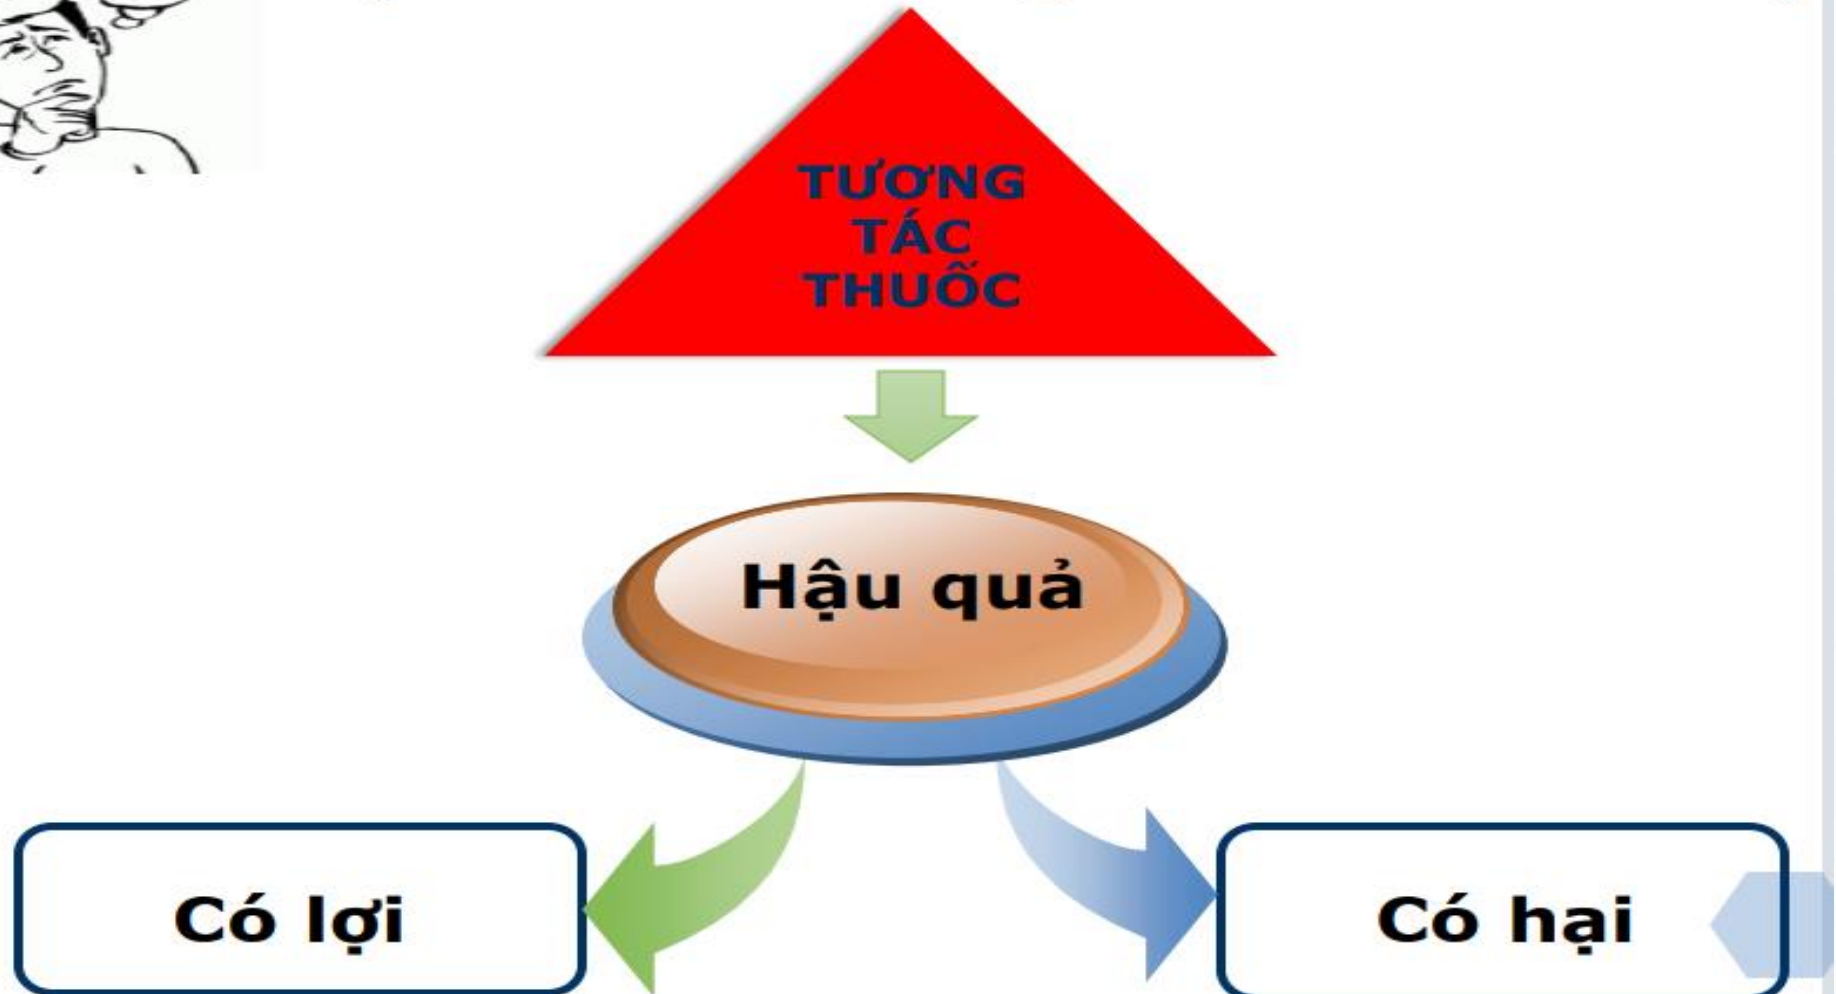 TƯƠNG
TÁC
THUỐC
Hậu quả
Có lợi
Có hại